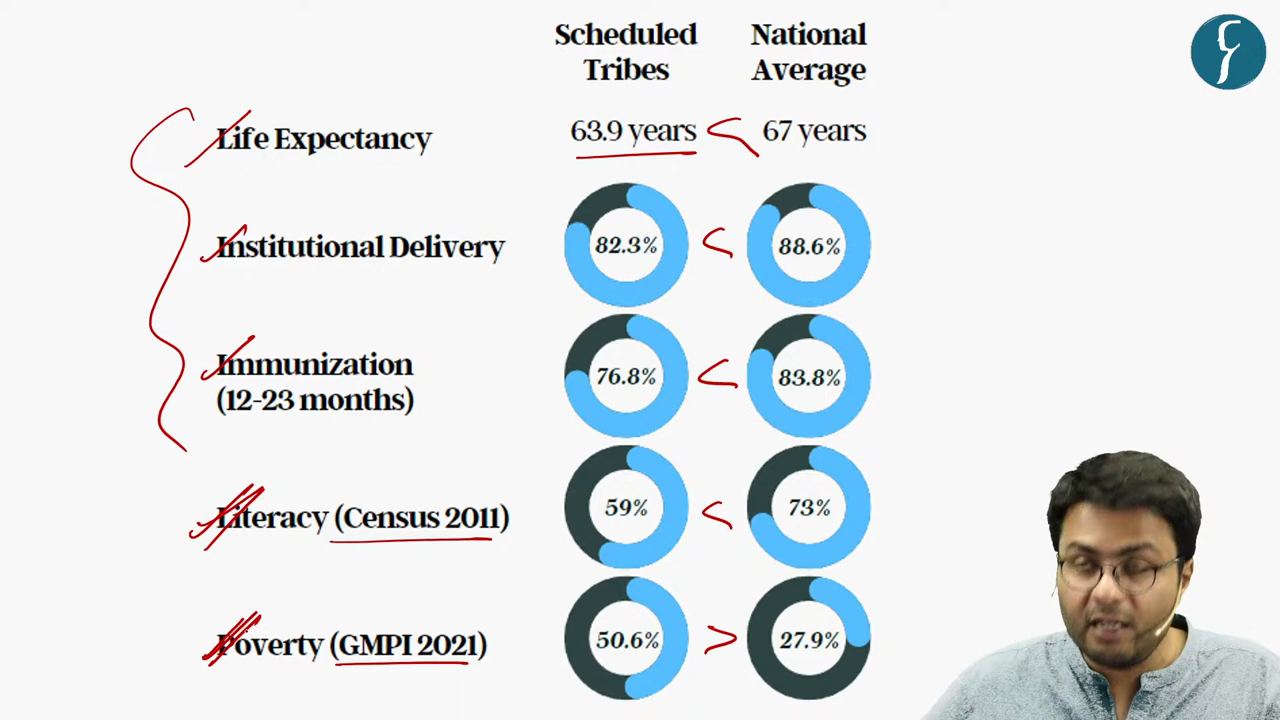 Scheduled
Tribes
National
Average
Life Expectancy
63.9 years
<
67 years
Institutional Delivery
82.3%
<
88.6%
Immunization
(12-23 months)
76.8%
<
83.8%
Literacy (Census 2011)
59%
<
73%
Poverty (GMPI 2021)
50.6%
>
27.9%